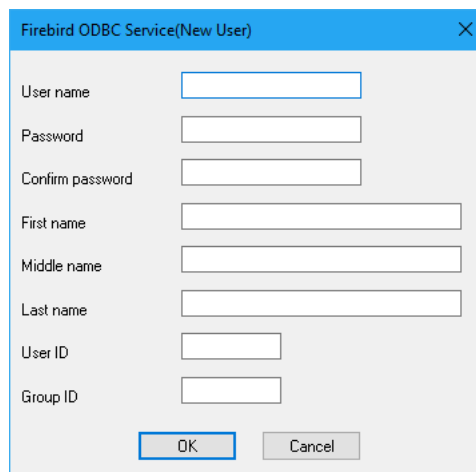 Firebird ODBC Service(New User)
User name
Password
Confirm password
First name
Middle name
Last name
User ID
Group ID
OK Cancel